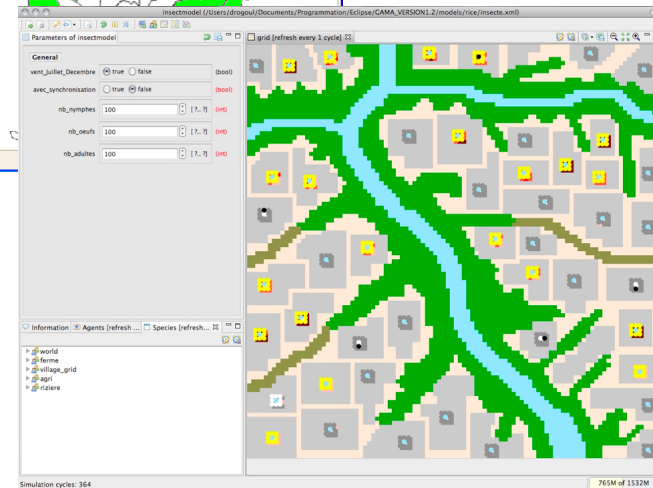 insectmodel (/Users/drogoul/Documents/Programmation/Eclipse/GAMA_VERSION1.2/models/rice/insecte.xml)
Parameters of insectmodel
grid [refresh every 1 cycle]
General
vent_Juillet_Decembre true false (bool)
avec_synchronisation true false (bool)
nb_nymphes 100 [ ?.. ?] (int)
nb_oeufs 100 [ ?.. ?] (int)
nb_adultes 100 [ ?.. ?] (int)
Information Agents [refresh ... Species [refresh...
world
ferme
village_grid
agri
riziere
Simulation cycles: 364
765M of 1532M